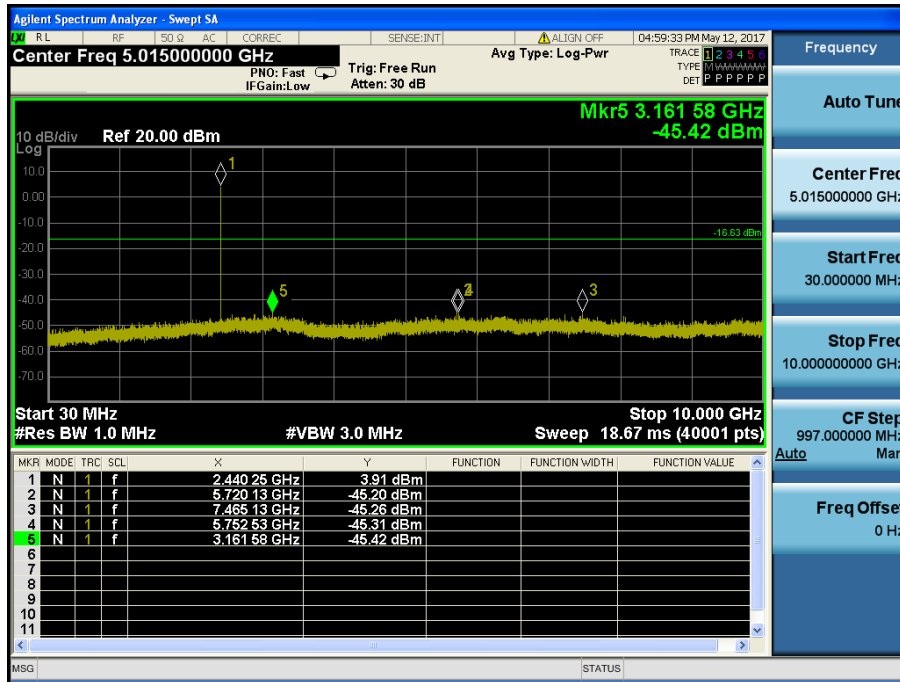 Agilent Spectrum Analyzer - Swept SA
LXI RL RF 50 Ω AC CORREC SENSE:INT ALIGN OFF 04:59:33 PM May 12, 2017
Center Freq 5.015000000 GHz
PNO: Fast
IFGain:Low
Trig: Free Run
Atten: 30 dB
Avg Type: Log-Pwr
TRACE 1 2 3 4 5 6
TYPE M WWWWW
DET P P P P P P
Mkr5 3.161 58 GHz
-45.42 dBm
10 dB/div Ref 20.00 dBm
Log
10.0
0.00
-10.0
-20.0
-30.0
-40.0
-50.0
-60.0
-70.0
1
-16.63 dBm
5
2
4
3
Start 30 MHz
Stop 10.000 GHz
#Res BW 1.0 MHz #VBW 3.0 MHz Sweep 18.67 ms (40001 pts)
MKR MODE TRC SCL X Y FUNCTION FUNCTION WIDTH FUNCTION VALUE
1 N 1 f 2.440 25 GHz 3.91 dBm
2 N 1 f 5.720 13 GHz -45.20 dBm
3 N 1 f 7.465 13 GHz -45.26 dBm
4 N 1 f 5.752 53 GHz -45.31 dBm
5 N 1 f 3.161 58 GHz -45.42 dBm
6
7
8
9
10
11
MSG STATUS
Frequency
Auto Tune
Center Freq
5.015000000 GHz
Start Freq
30.000000 MHz
Stop Freq
10.000000000 GHz
CF Step
997.000000 MHz
Auto Man
Freq Offset
0 Hz